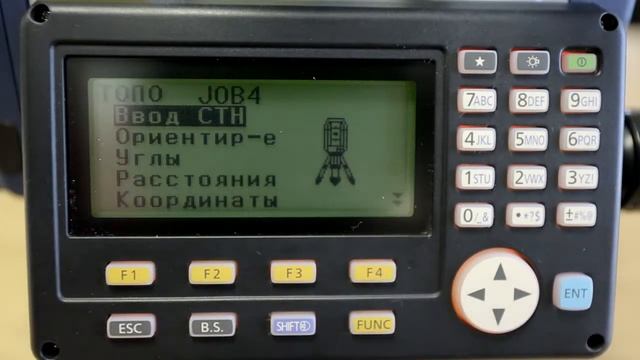 ТОПО JOB4
Ввод СТН
Ориентир-е
Углы
Расстояния
Координаты
7ABC 8DEF 9GHI
4JKL 5MNO 6PQR
1STU 2VWX 3YZ!
0/_& •*?$ ±#%@
F1 F2 F3 F4
ENT
ESC B.S. SHIFT FUNC